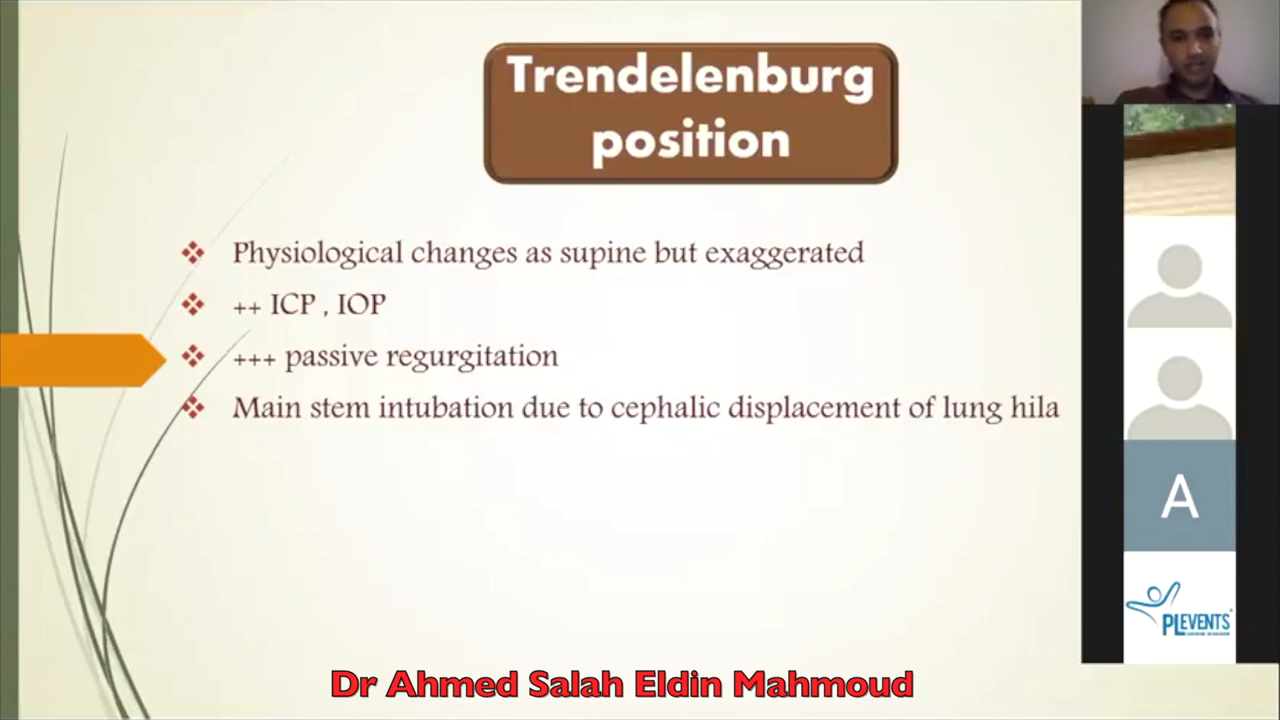 Trendelenburg
position
Physiological changes as supine but exaggerated
++ ICP , IOP
+++ passive regurgitation
Main stem intubation due to cephalic displacement of lung hila
A
PLEVENTS
Dr Ahmed Salah Eldin Mahmoud